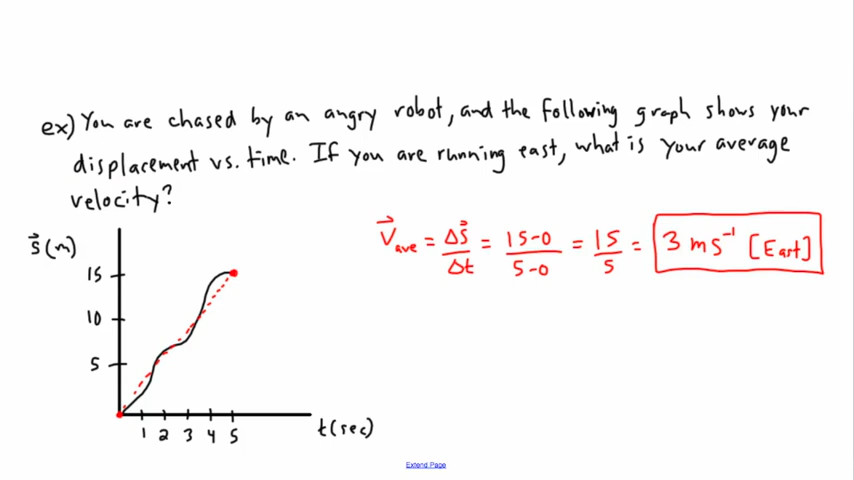 ex) You are chased by an angry robot, and the following graph shows your
displacement vs. time. If you are running east, what is your average
velocity?
s⃗ (m)
15
10
5
1 2 3 4 5
t (sec)
V⃗ave = Δs⃗/Δt = 15-0/5-0 = 15/5 = 3 ms⁻¹ [East]
Extend Page